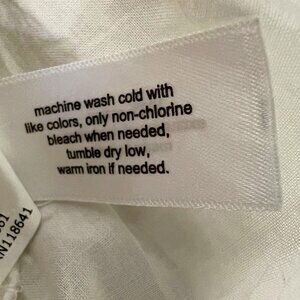 machine wash cold with
like colors, only non-chlorine
bleach when needed,
tumble dry low,
warm iron if needed.
RN118641